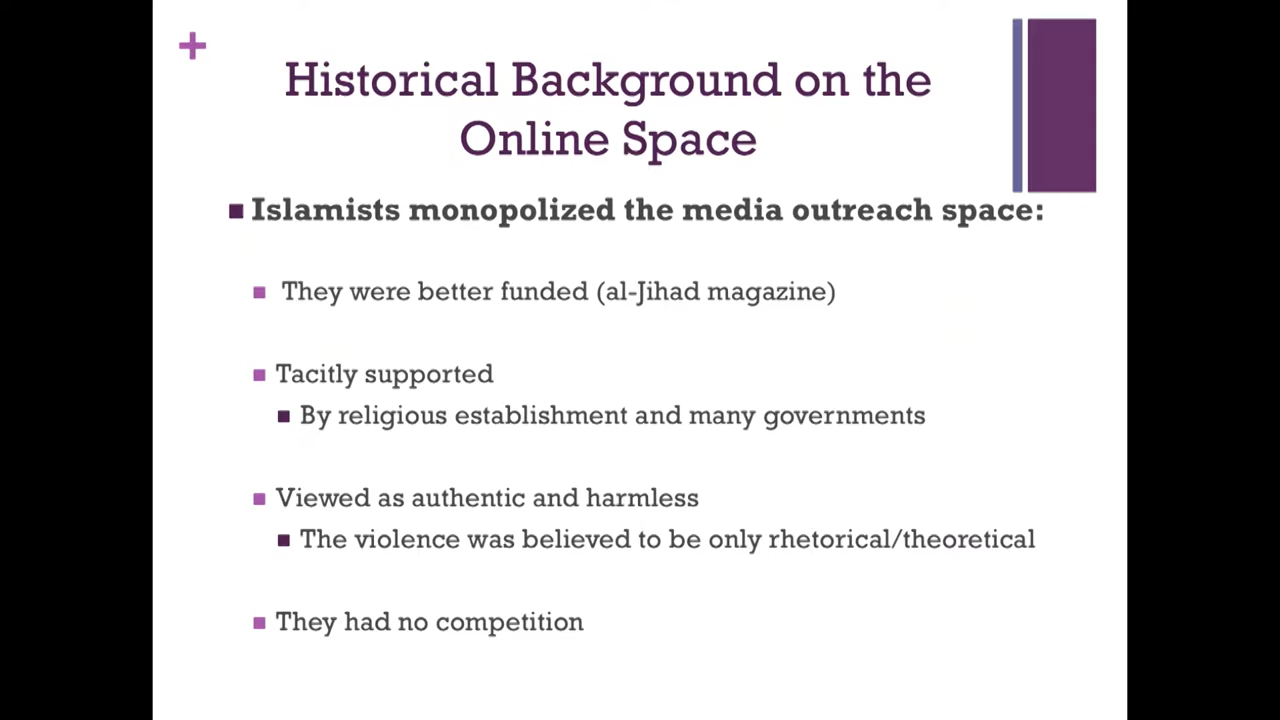 Historical Background on the
Online Space
Islamists monopolized the media outreach space:
They were better funded (al-Jihad magazine)
Tacitly supported
By religious establishment and many governments
Viewed as authentic and harmless
The violence was believed to be only rhetorical/theoretical
They had no competition